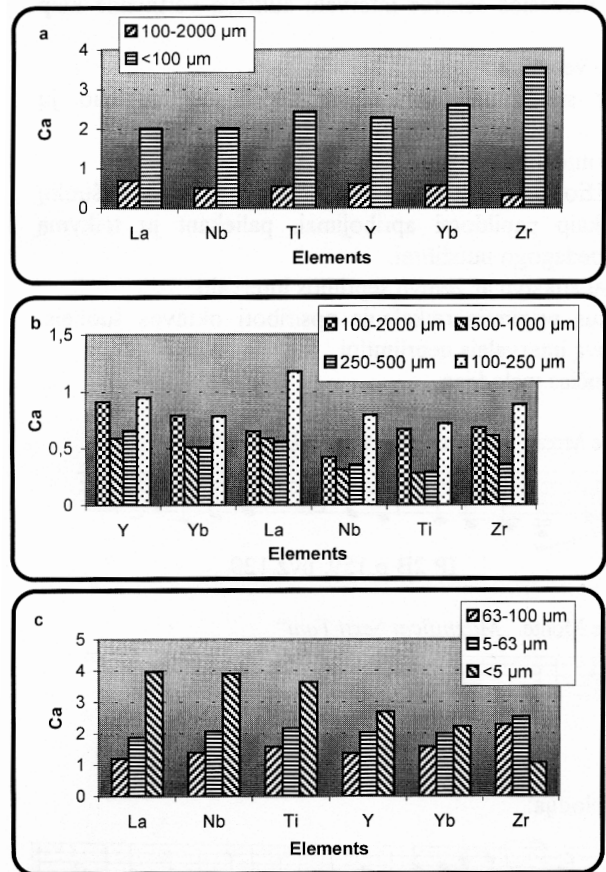 a
100-2000 µm
<100 µm
Ca
4
3
2
1
0
La Nb Ti Y Yb Zr
Elements
b
100-2000 µm 500-1000 µm
250-500 µm 100-250 µm
Ca
1,5
1
0,5
0
Y Yb La Nb Ti Zr
Elements
c
63-100 µm
5-63 µm
<5 µm
Ca
5
4
3
2
1
0
La Nb Ti Y Yb Zr
Elements